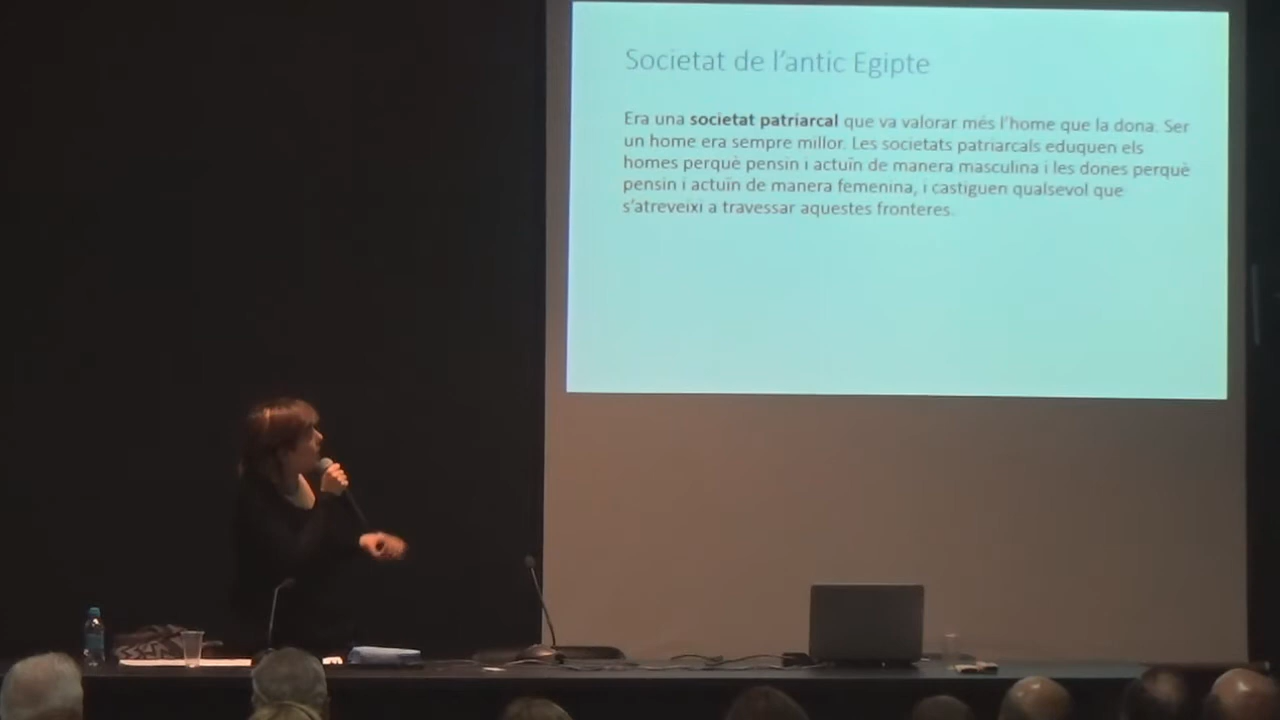 Societat de l'antic Egipte
Era una societat patriarcal que va valorar més l'home que la dona. Ser
un home era sempre millor. Les societats patriarcals eduquen els
homes perquè pensin i actuïn de manera masculina i les dones perquè
pensin i actuïn de manera femenina, i castiguen qualsevol que
s'atreveixi a travessar aquestes fronteres.